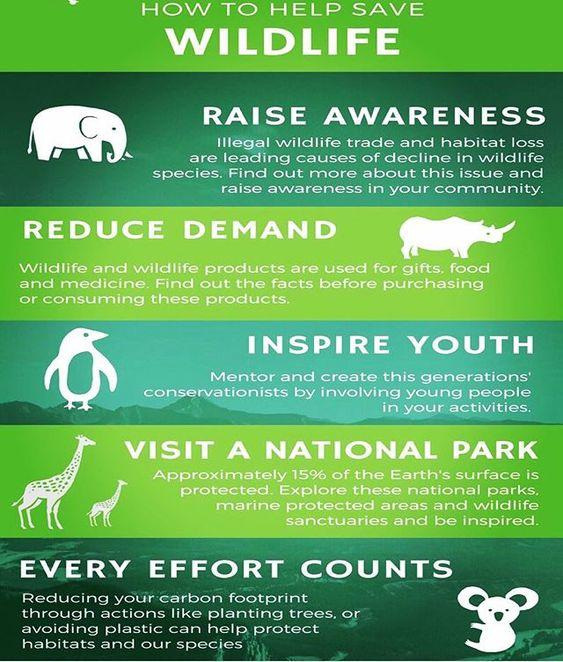 HOW TO HELP SAVE
WILDLIFE
RAISE AWARENESS
Illegal wildlife trade and habitat loss
are leading causes of decline in wildlife
species. Find out more about this issue and
raise awareness in your community.
REDUCE DEMAND
Wildlife and wildlife products are used for gifts, food
and medicine. Find out the facts before purchasing
or consuming these products.
INSPIRE YOUTH
Mentor and create this generations'
conservationists by involving young people
in your activities.
VISIT A NATIONAL PARK
Approximately 15% of the Earth's surface is
protected. Explore these national parks,
marine protected areas and wildlife
sanctuaries and be inspired.
EVERY EFFORT COUNTS
Reducing your carbon footprint
through actions like planting trees, or
avoiding plastic can help protect
habitats and our species